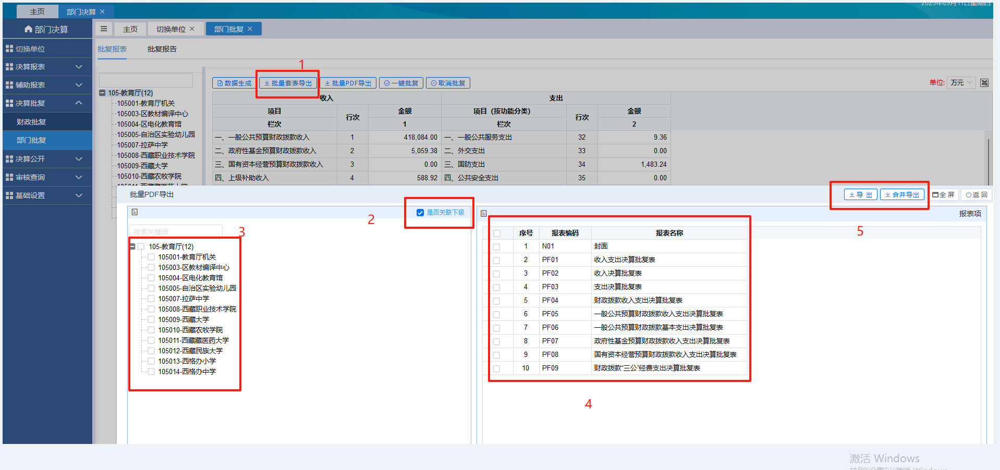 2025年09月11日星期四
主页 部门决算 ×
部门决算
主页 切换单位 × 部门批复 ×
切换单位
决算报表
辅助报表
决算批复
财政批复
部门批复
决算公开
审核查询
基础设置
批复报表 批复报告
1
数据生成 批量套表导出 批量PDF导出 一键批复 取消批复
单位: 万元
105-教育厅(12)
105001-教育厅机关
105003-区教材编译中心
105004-区电化教育馆
105005-自治区实验幼儿园
105007-拉萨中学
105008-西藏职业技术学院
105009-西藏大学
105010-西藏农牧学院
105011-西藏藏医药大学
收入 支出
项目 行次 金额 项目（按功能分类） 行次 金额
栏次 1 栏次 2
一、一般公共预算财政拨款收入 1 418,084.00 一、一般公共服务支出 32 9.36
二、政府性基金预算财政拨款收入 2 5,059.38 二、外交支出 33 0.00
三、国有资本经营预算财政拨款收入 3 0.00 三、国防支出 34 1,483.24
四、上级补助收入 4 588.92 四、公共安全支出 35 0.00
批量PDF导出
导 出 合并导出 全 屏 返 回
2
是否关联下级
搜索关键词
3
105-教育厅(12)
105001-教育厅机关
105003-区教材编译中心
105004-区电化教育馆
105005-自治区实验幼儿园
105007-拉萨中学
105008-西藏职业技术学院
105009-西藏大学
105010-西藏农牧学院
105011-西藏藏医药大学
105012-西藏民族大学
105013-西格办小学
105014-西格办中学
报表项
5
序号 报表编码 报表名称
1 N01 封面
2 PF01 收入支出决算批复表
3 PF02 收入决算批复表
4 PF03 支出决算批复表
5 PF04 财政拨款收入支出决算批复表
6 PF05 一般公共预算财政拨款收入支出决算批复表
7 PF06 一般公共预算财政拨款基本支出决算批复表
8 PF07 政府性基金预算财政拨款收入支出决算批复表
9 PF08 国有资本经营预算财政拨款收入支出决算批复表
10 PF09 财政拨款“三公”经费支出决算批复表
4
激活 Windows
转到“设置”以激活 Windows。